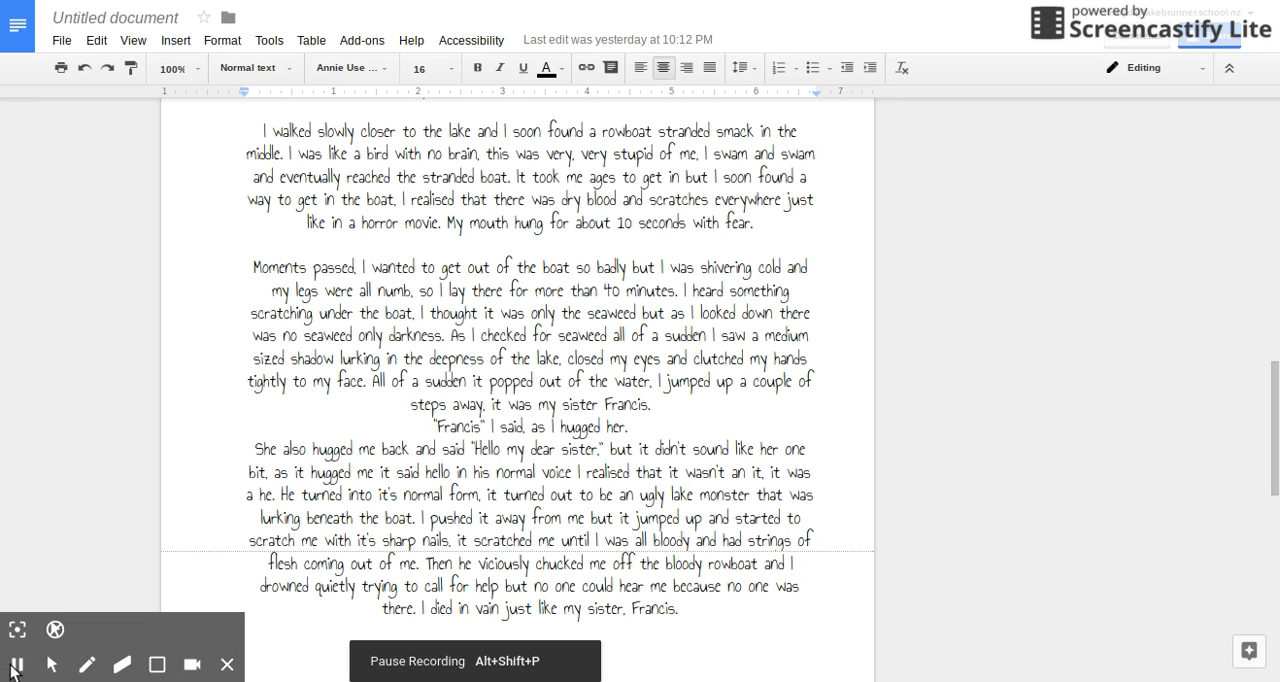 Untitled document
powered by
Screencastify Lite
File Edit View Insert Format Tools Table Add-ons Help Accessibility Last edit was yesterday at 10:12 PM
100% Normal text Annie Use ... 16 B I U A Editing
1 1 2 3 4 5 6 7
I walked slowly closer to the lake and I soon found a rowboat stranded smack in the
middle. I was like a bird with no brain, this was very, very stupid of me, I swam and swam
and eventually reached the stranded boat. It took me ages to get in but I soon found a
way to get in the boat, I realised that there was dry blood and scratches everywhere just
like in a horror movie. My mouth hung for about 10 seconds with fear.
Moments passed, I wanted to get out of the boat so badly but I was shivering cold and
my legs were all numb, so I lay there for more than 40 minutes. I heard something
scratching under the boat, I thought it was only the seaweed but as I looked down there
was no seaweed only darkness. As I checked for seaweed all of a sudden I saw a medium
sized shadow lurking in the deepness of the lake, closed my eyes and clutched my hands
tightly to my face. All of a sudden it popped out of the water, I jumped up a couple of
steps away, it was my sister Francis.
"Francis" I said, as I hugged her.
She also hugged me back and said "Hello my dear sister," but it didn't sound like her one
bit, as it hugged me it said hello in his normal voice I realised that it wasn't an it, it was
a he. He turned into it's normal form, it turned out to be an ugly lake monster that was
lurking beneath the boat. I pushed it away from me but it jumped up and started to
scratch me with it's sharp nails, it scratched me until I was all bloody and had strings of
flesh coming out of me. Then he viciously chucked me off the bloody rowboat and I
drowned quietly trying to call for help but no one could hear me because no one was
there. I died in vain just like my sister, Francis.
Pause Recording Alt+Shift+P